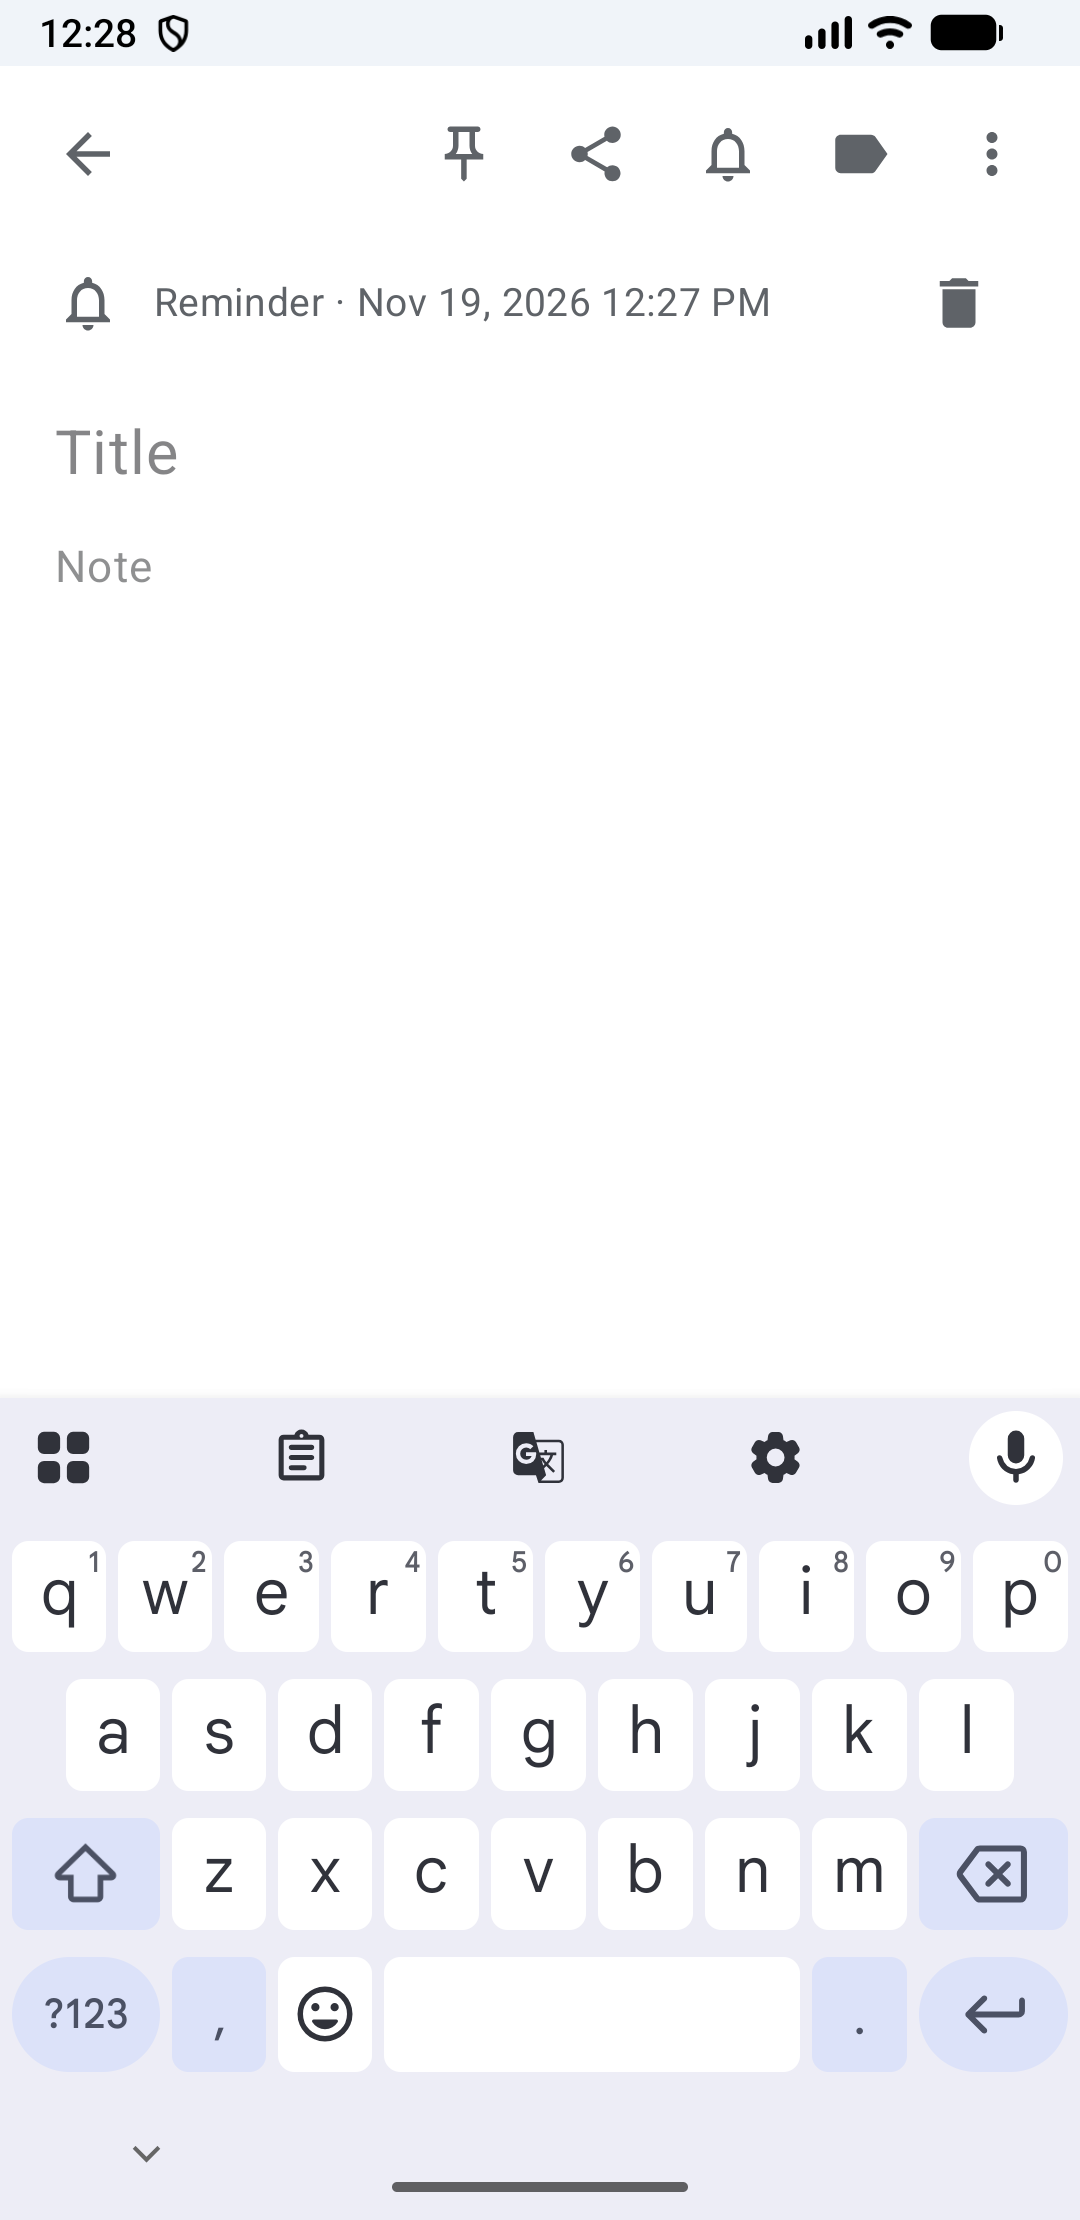 12:28
Reminder · Nov 19, 2026 12:27 PM
Title
Note
G 文
q 1 w 2 e 3 r 4 t 5 y 6 u 7 i 8 o 9 p 0
a s d f g h j k l
z x c v b n m
?123 , .